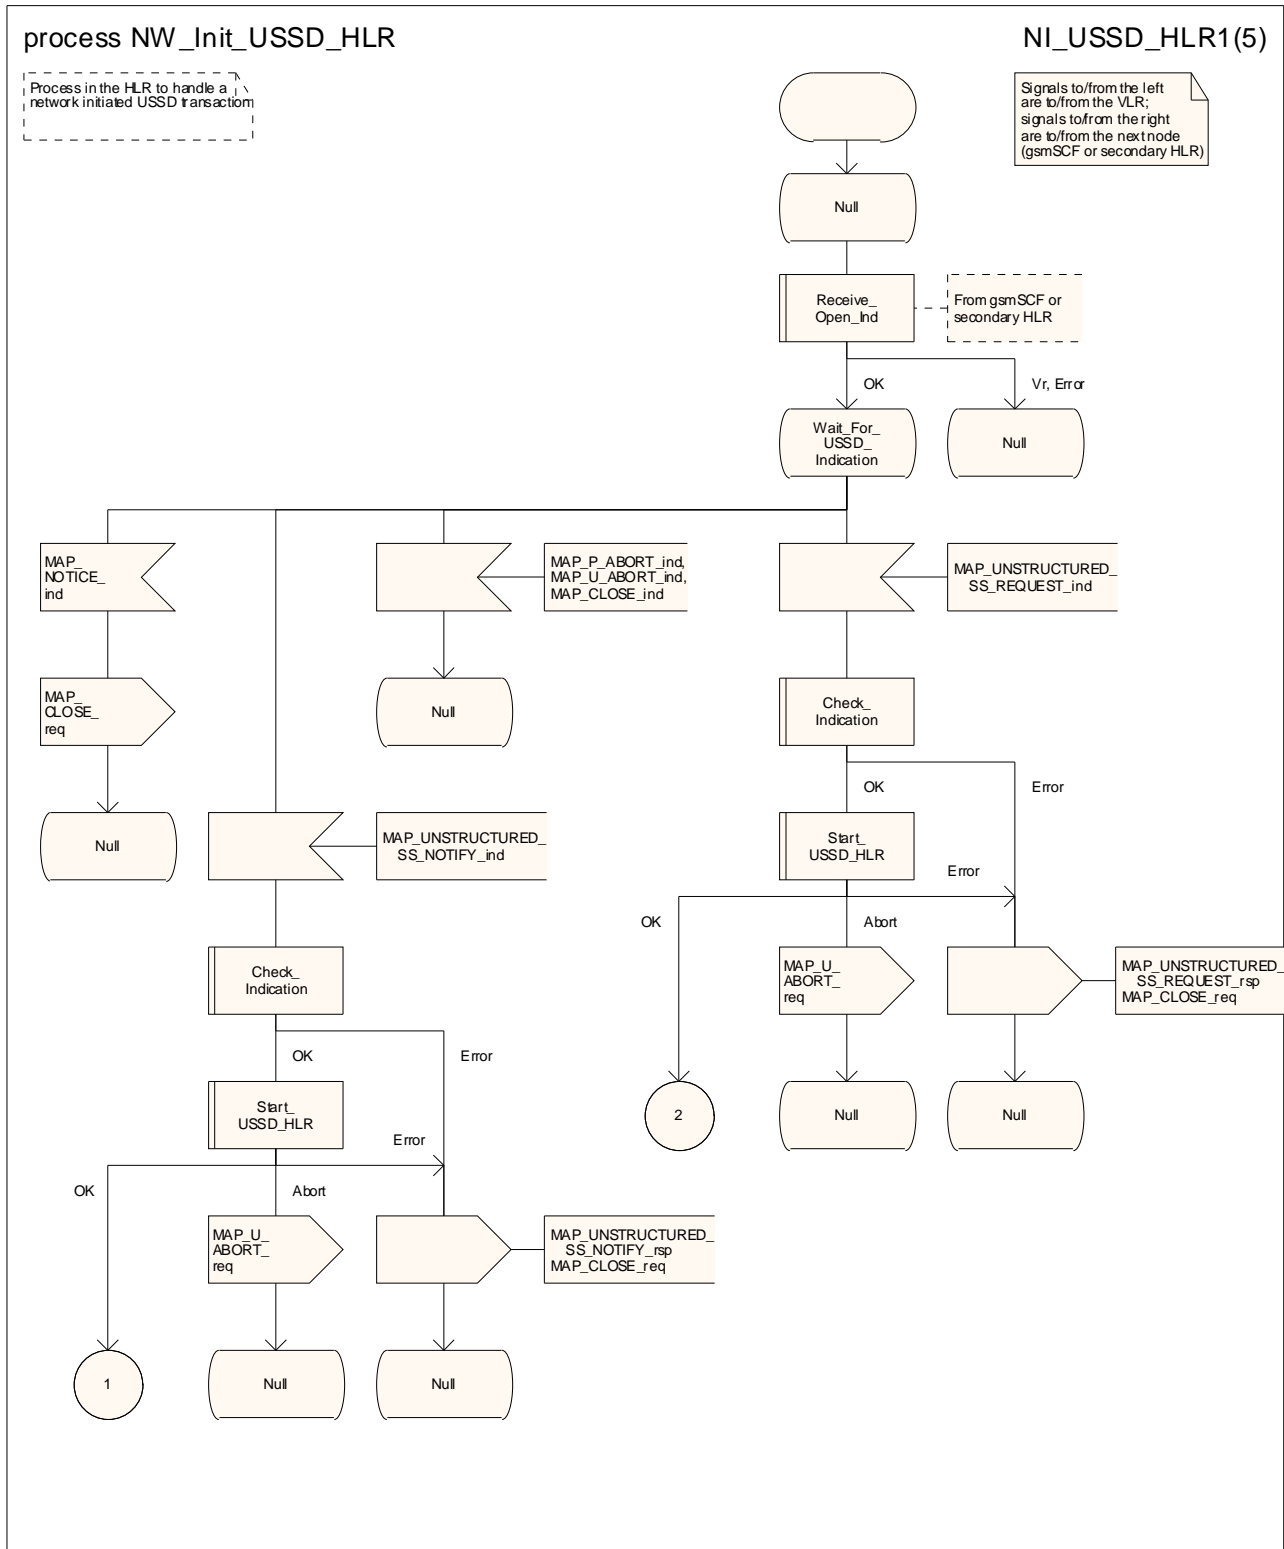 process NW_Init_USSD_HLR
NI_USSD_HLR1(5)
Process in the HLR to handle a
network initiated USSD transaction
Signals to/from the left
are to/from the VLR;
signals to/from the right
are to/from the next node
(gsmSCF or secondary HLR)
Null
Receive_
Open_Ind
From gsmSCF or
secondary HLR
OK
Vr, Error
Wait_For_
USSD_
Indication
Null
MAP_
NOTICE_
ind
MAP_P_ABORT_ind,
MAP_U_ABORT_ind,
MAP_CLOSE_ind
MAP_UNSTRUCTURED_
SS_REQUEST_ind
MAP_
CLOSE_
req
Null
Check_
Indication
OK
Error
Null
MAP_UNSTRUCTURED_
SS_NOTIFY_ind
Start_
USSD_HLR
Error
OK
Abort
Check_
Indication
MAP_U_
ABORT_
req
MAP_UNSTRUCTURED_
SS_REQUEST_rsp
MAP_CLOSE_req
OK
Error
Start_
USSD_HLR
2
Null
Null
Error
OK
Abort
MAP_U_
ABORT_
req
MAP_UNSTRUCTURED_
SS_NOTIFY_rsp
MAP_CLOSE_req
1
Null
Null